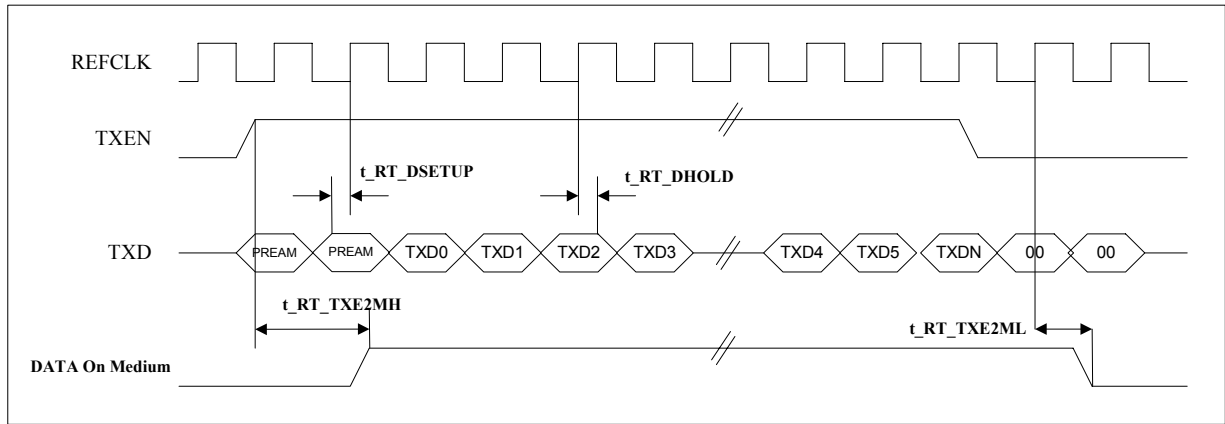 REFCLK
TXEN
t_RT_DSETUP
t_RT_DHOLD
TXD
PREAM PREAM TXD0 TXD1 TXD2 TXD3 TXD4 TXD5 TXDN 00 00
t_RT_TXE2MH
t_RT_TXE2ML
DATA On Medium